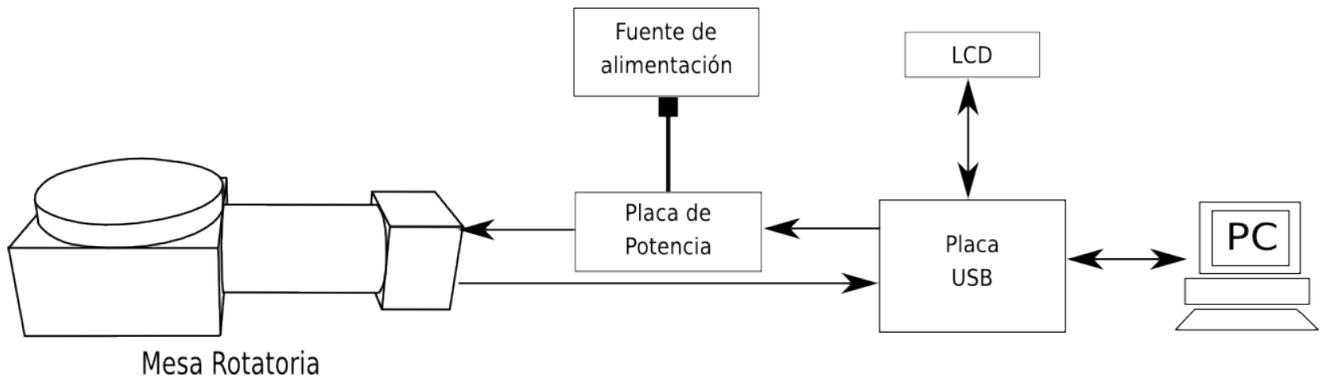 Fuente de
alimentación
LCD
Placa de
Potencia
Placa
USB
PC
Mesa Rotatoria